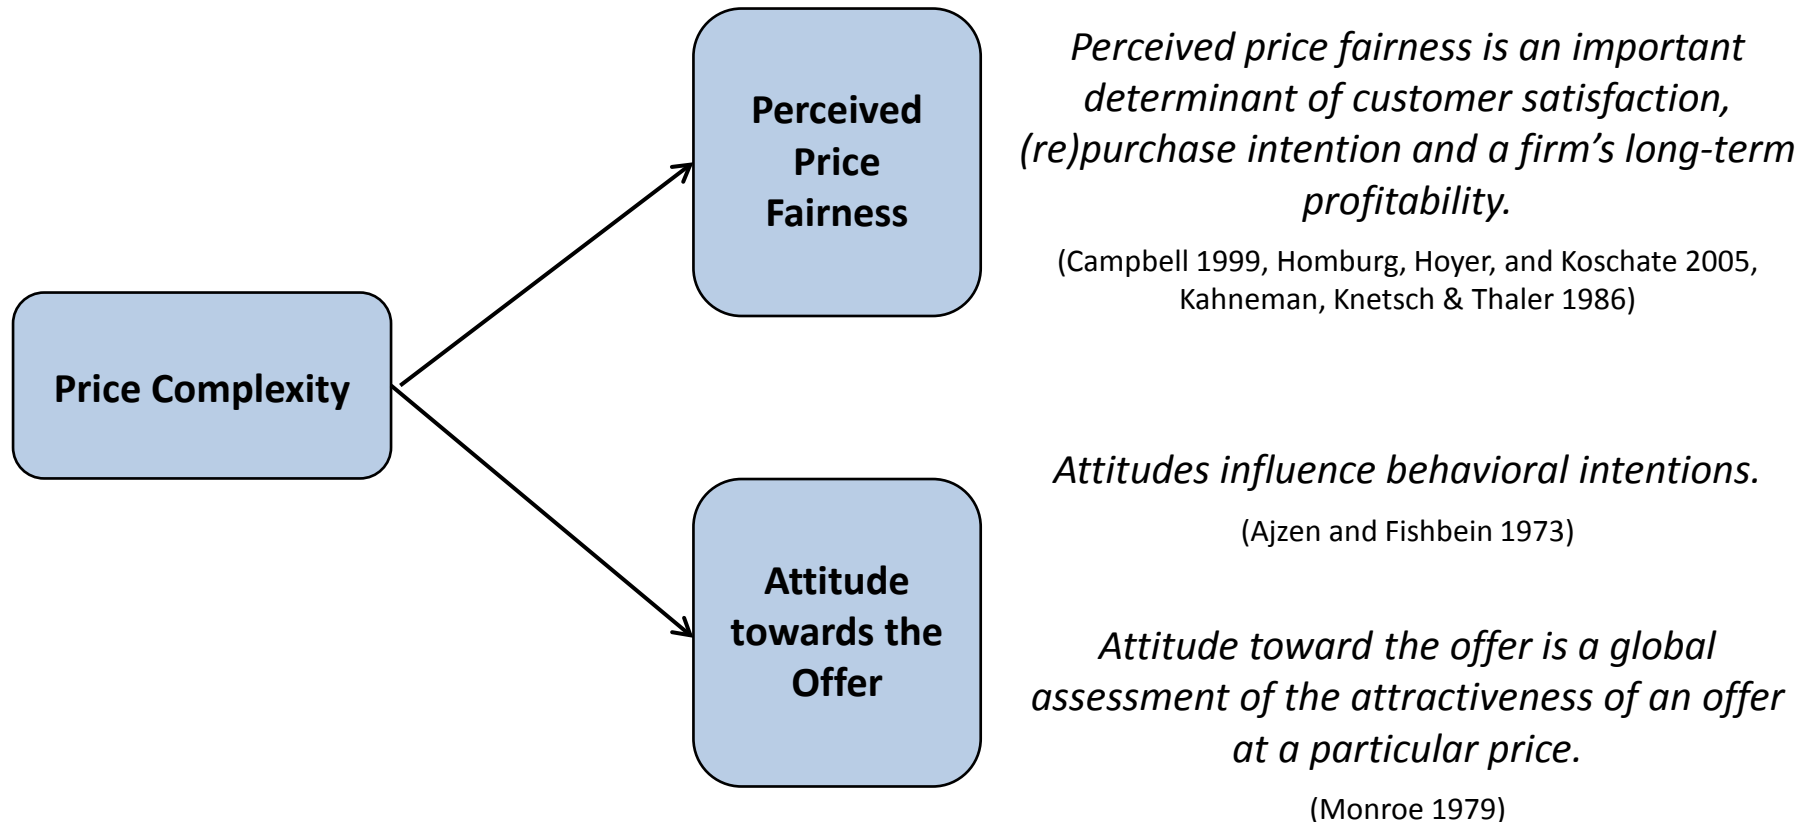 Perceived
Price
Fairness
Perceived price fairness is an important
determinant of customer satisfaction,
(re)purchase intention and a firm’s long-term
profitability.
(Campbell 1999, Homburg, Hoyer, and Koschate 2005,
Kahneman, Knetsch & Thaler 1986)
Price Complexity
Attitude
towards the
Offer
Attitudes influence behavioral intentions.
(Ajzen and Fishbein 1973)
Attitude toward the offer is a global
assessment of the attractiveness of an offer
at a particular price.
(Monroe 1979)